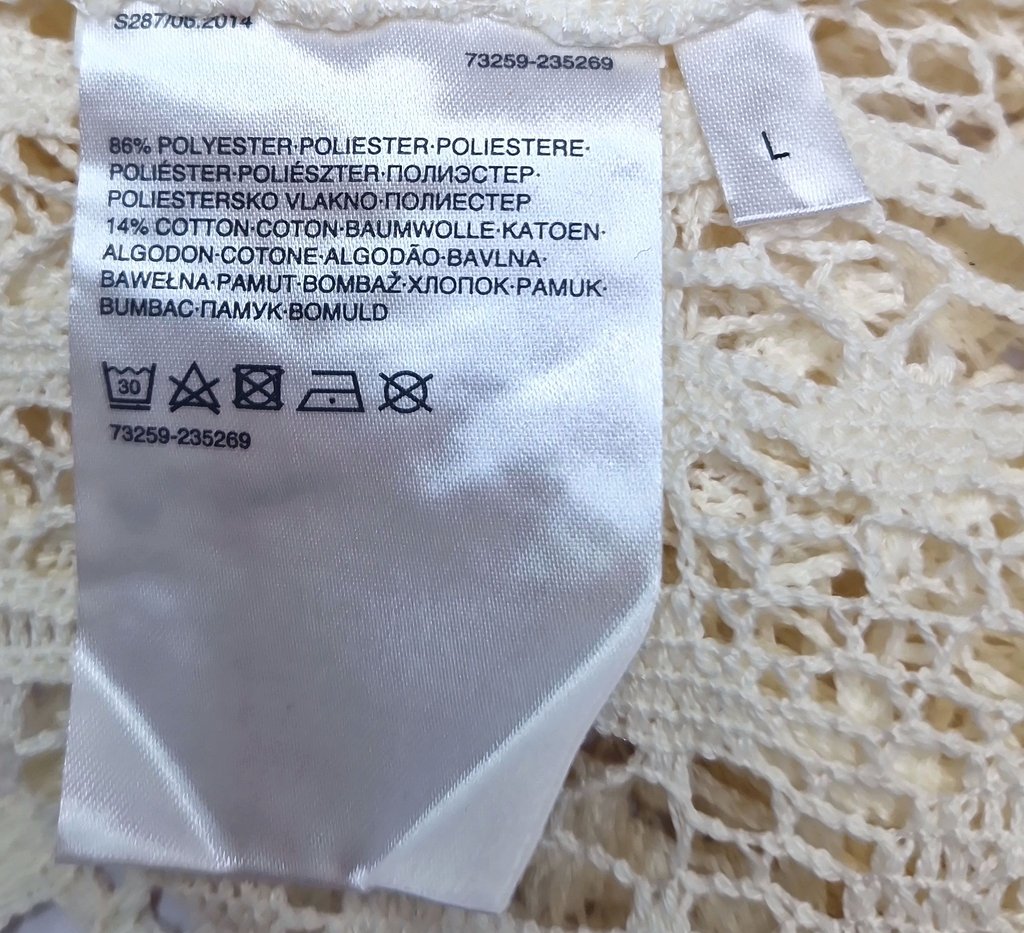 S287/06.2014
73259-235269
L
86% POLYESTER·POLIESTER·POLIESTERE·
POLIÉSTER·POLIÉSZTER·ПОЛИЭСТЕР·
POLIESTERSKO VLAKNO·ПОЛИЕСТЕР
14% COTTON·COTON·BAUMWOLLE·KATOEN·
ALGODON·COTONE·ALGODÃO·BAVLNA·
BAWEŁNA·PAMUT·BOMBAŽ·ХЛОПОК·PAMUK·
BUMBAC·ПАМУК·BOMULD
30
73259-235269